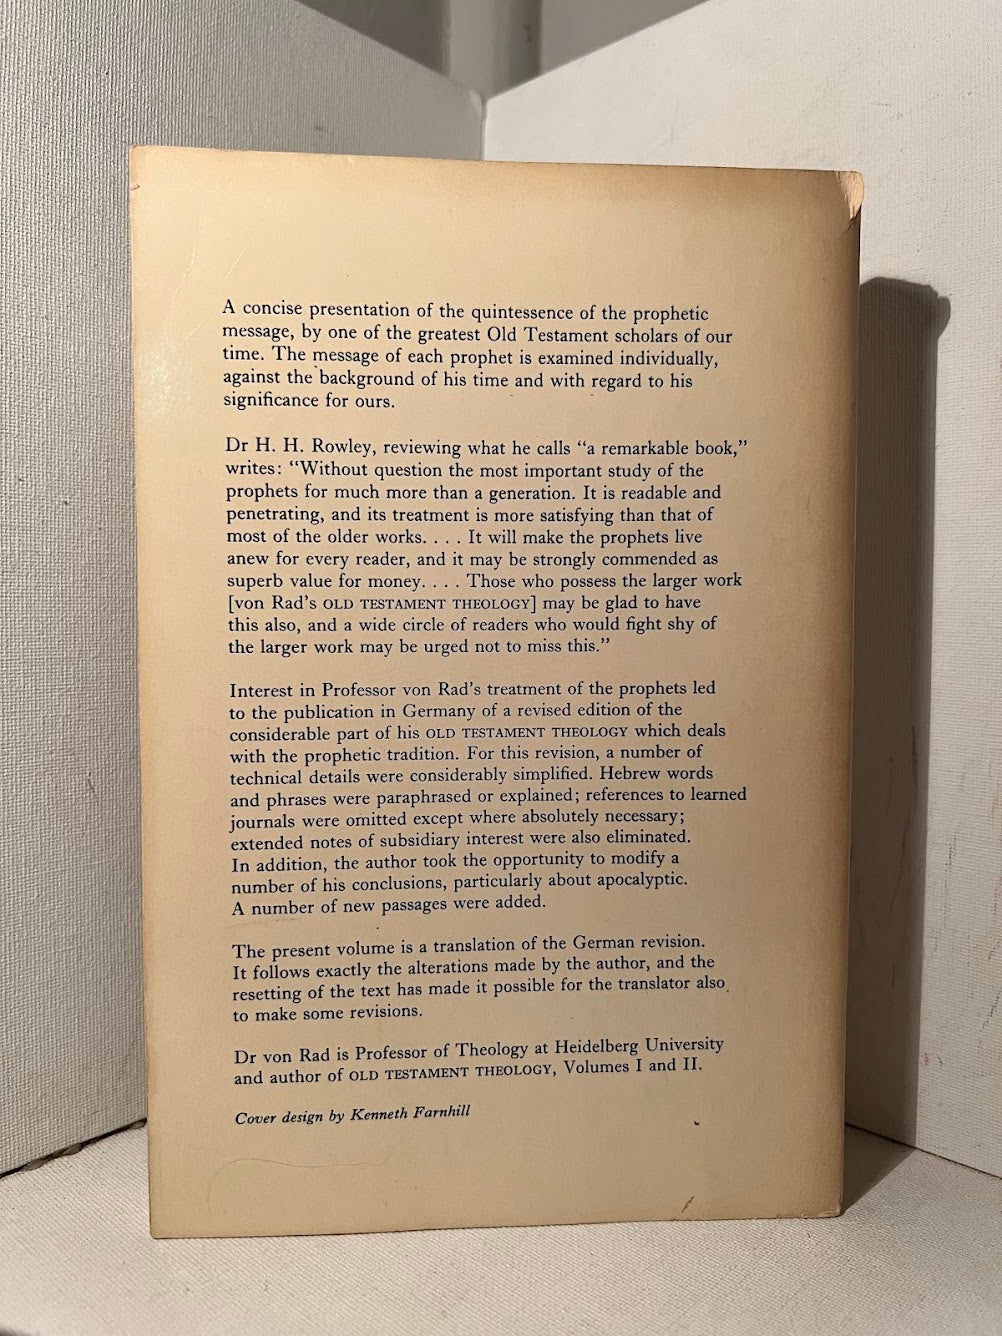 A concise presentation of the quintessence of the prophetic
message, by one of the greatest Old Testament scholars of our
time. The message of each prophet is examined individually,
against the background of his time and with regard to his
significance for ours.
Dr H. H. Rowley, reviewing what he calls “a remarkable book,”
writes: “Without question the most important study of the
prophets for much more than a generation. It is readable and
penetrating, and its treatment is more satisfying than that of
most of the older works. . . . It will make the prophets live
anew for every reader, and it may be strongly commended as
superb value for money. . . . Those who possess the larger work
[von Rad’s OLD TESTAMENT THEOLOGY] may be glad to have
this also, and a wide circle of readers who would fight shy of
the larger work may be urged not to miss this.”
Interest in Professor von Rad’s treatment of the prophets led
to the publication in Germany of a revised edition of the
considerable part of his OLD TESTAMENT THEOLOGY which deals
with the prophetic tradition. For this revision, a number of
technical details were considerably simplified. Hebrew words
and phrases were paraphrased or explained; references to learned
journals were omitted except where absolutely necessary;
extended notes of subsidiary interest were also eliminated.
In addition, the author took the opportunity to modify a
number of his conclusions, particularly about apocalyptic.
A number of new passages were added.
The present volume is a translation of the German revision.
It follows exactly the alterations made by the author, and the
resetting of the text has made it possible for the translator also
to make some revisions.
Dr von Rad is Professor of Theology at Heidelberg University
and author of OLD TESTAMENT THEOLOGY, Volumes I and II.
Cover design by Kenneth Farnhill